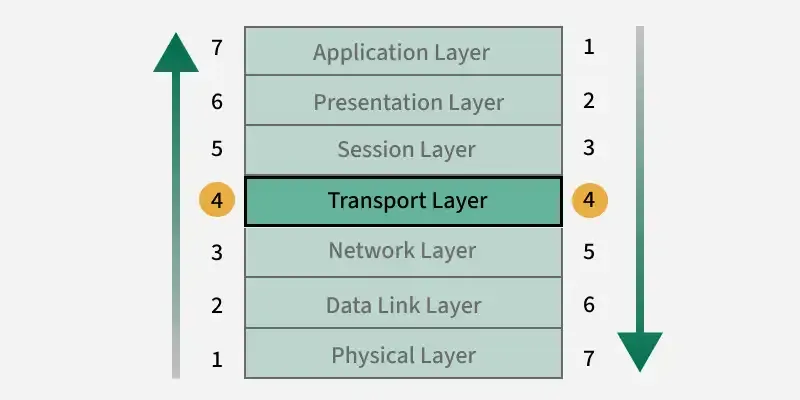 7 Application Layer 1
6 Presentation Layer 2
5 Session Layer 3
4 Transport Layer 4
3 Network Layer 5
2 Data Link Layer 6
1 Physical Layer 7